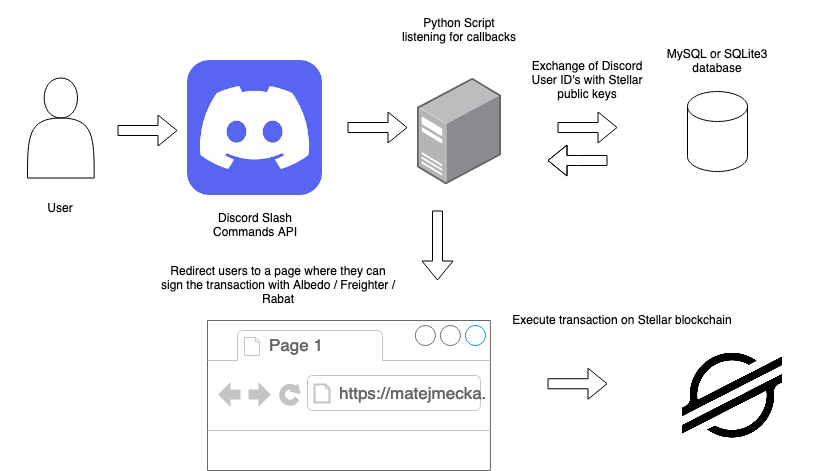 Python Script
listening for callbacks
Exchange of Discord
User ID's with Stellar
public keys
MySQL or SQLite3
database
User
Discord Slash
Commands API
Redirect users to a page where they can
sign the transaction with Albedo / Freighter /
Rabat
Execute transaction on Stellar blockchain
Page 1
https://matejmecka.